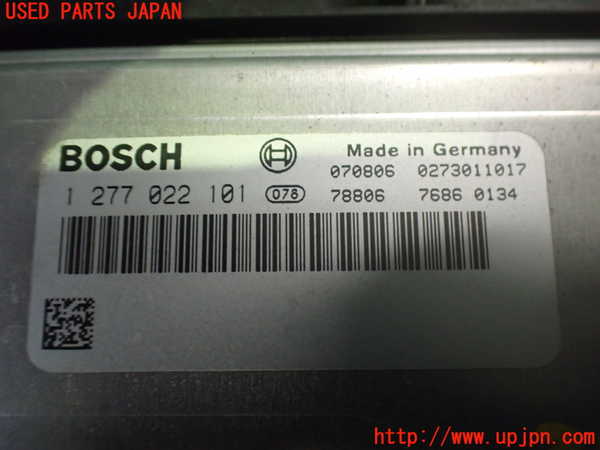 USED PARTS JAPAN
BOSCH
Made in Germany
070806 0273011017
1 277 022 101 078 78806 7686 0134
http://www.upjpn.com/